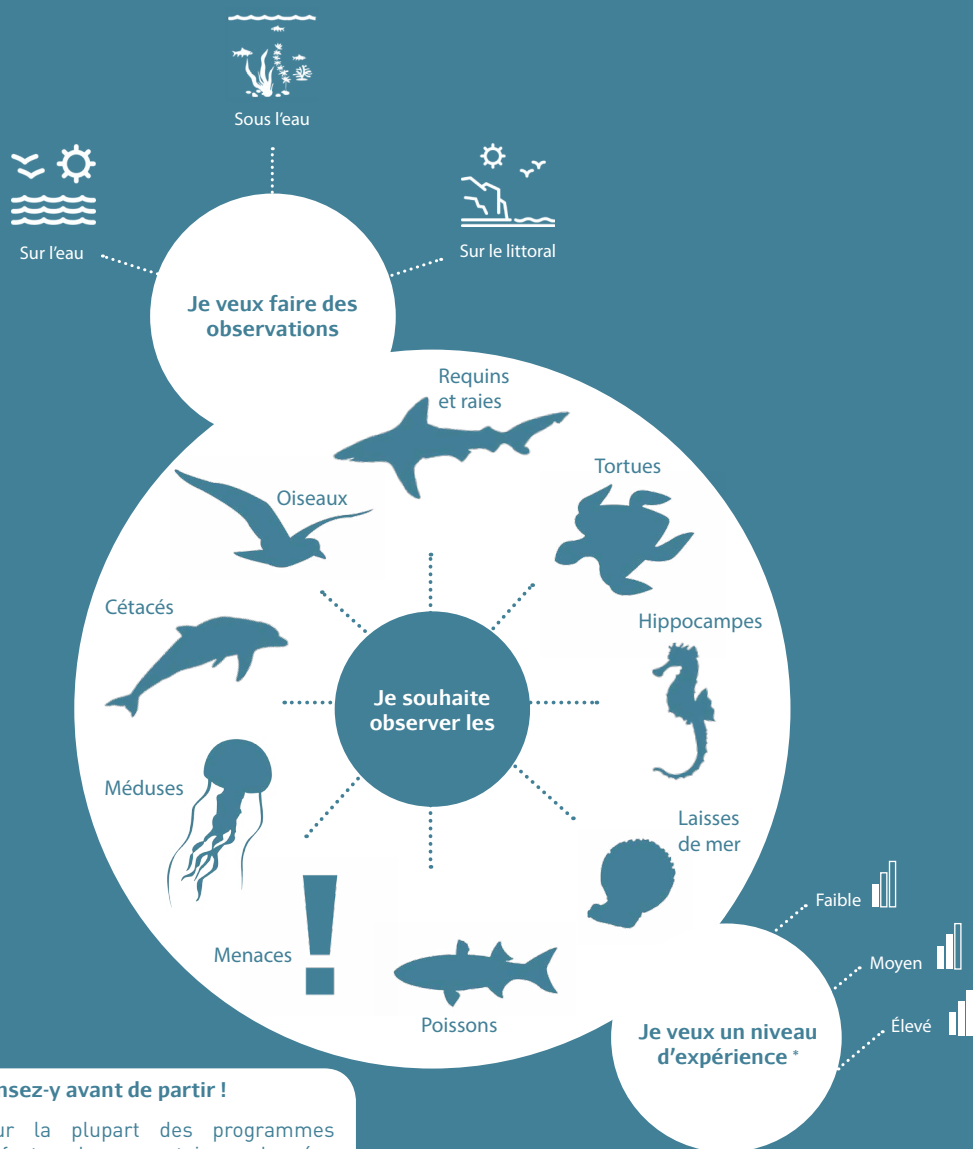 Sous l'eau
Sur l'eau
Sur le littoral
Je veux faire des
observations
Requins
et raies
Tortues
Oiseaux
Cétacés
Hippocampes
Je souhaite
observer les
Méduses
Laisses
de mer
Menaces
Poissons
Faible
Moyen
Élevé
Je veux un niveau
d'expérience *
nsez-y avant de partir !
ur la plupart des programmes